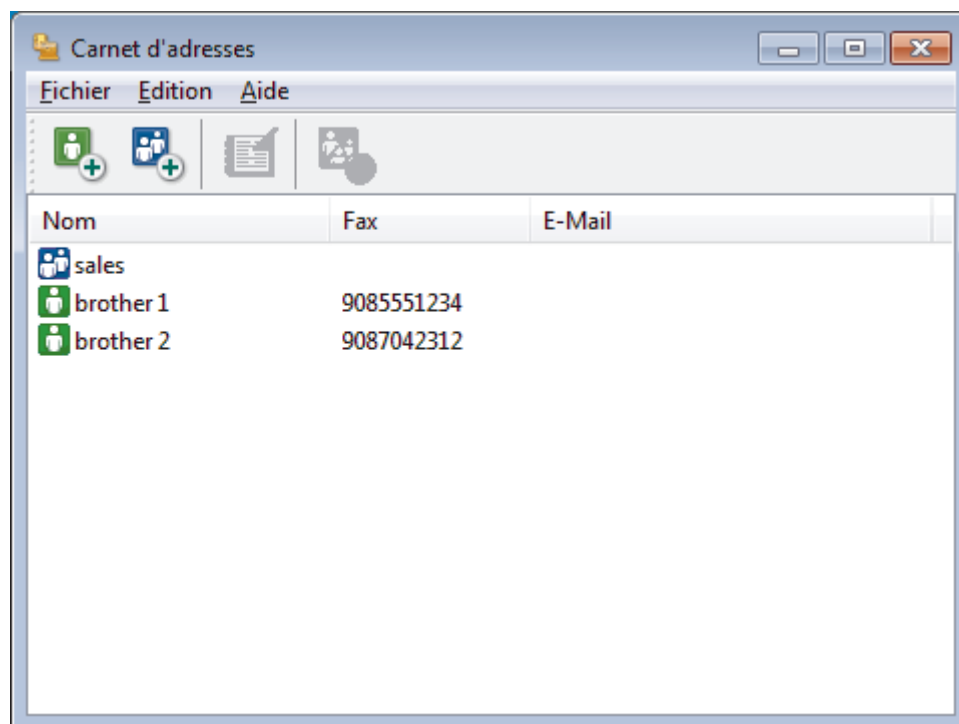 Carnet d'adresses
Fichier Edition Aide
Nom Fax E-Mail
sales
brother 1 9085551234
brother 2 9087042312